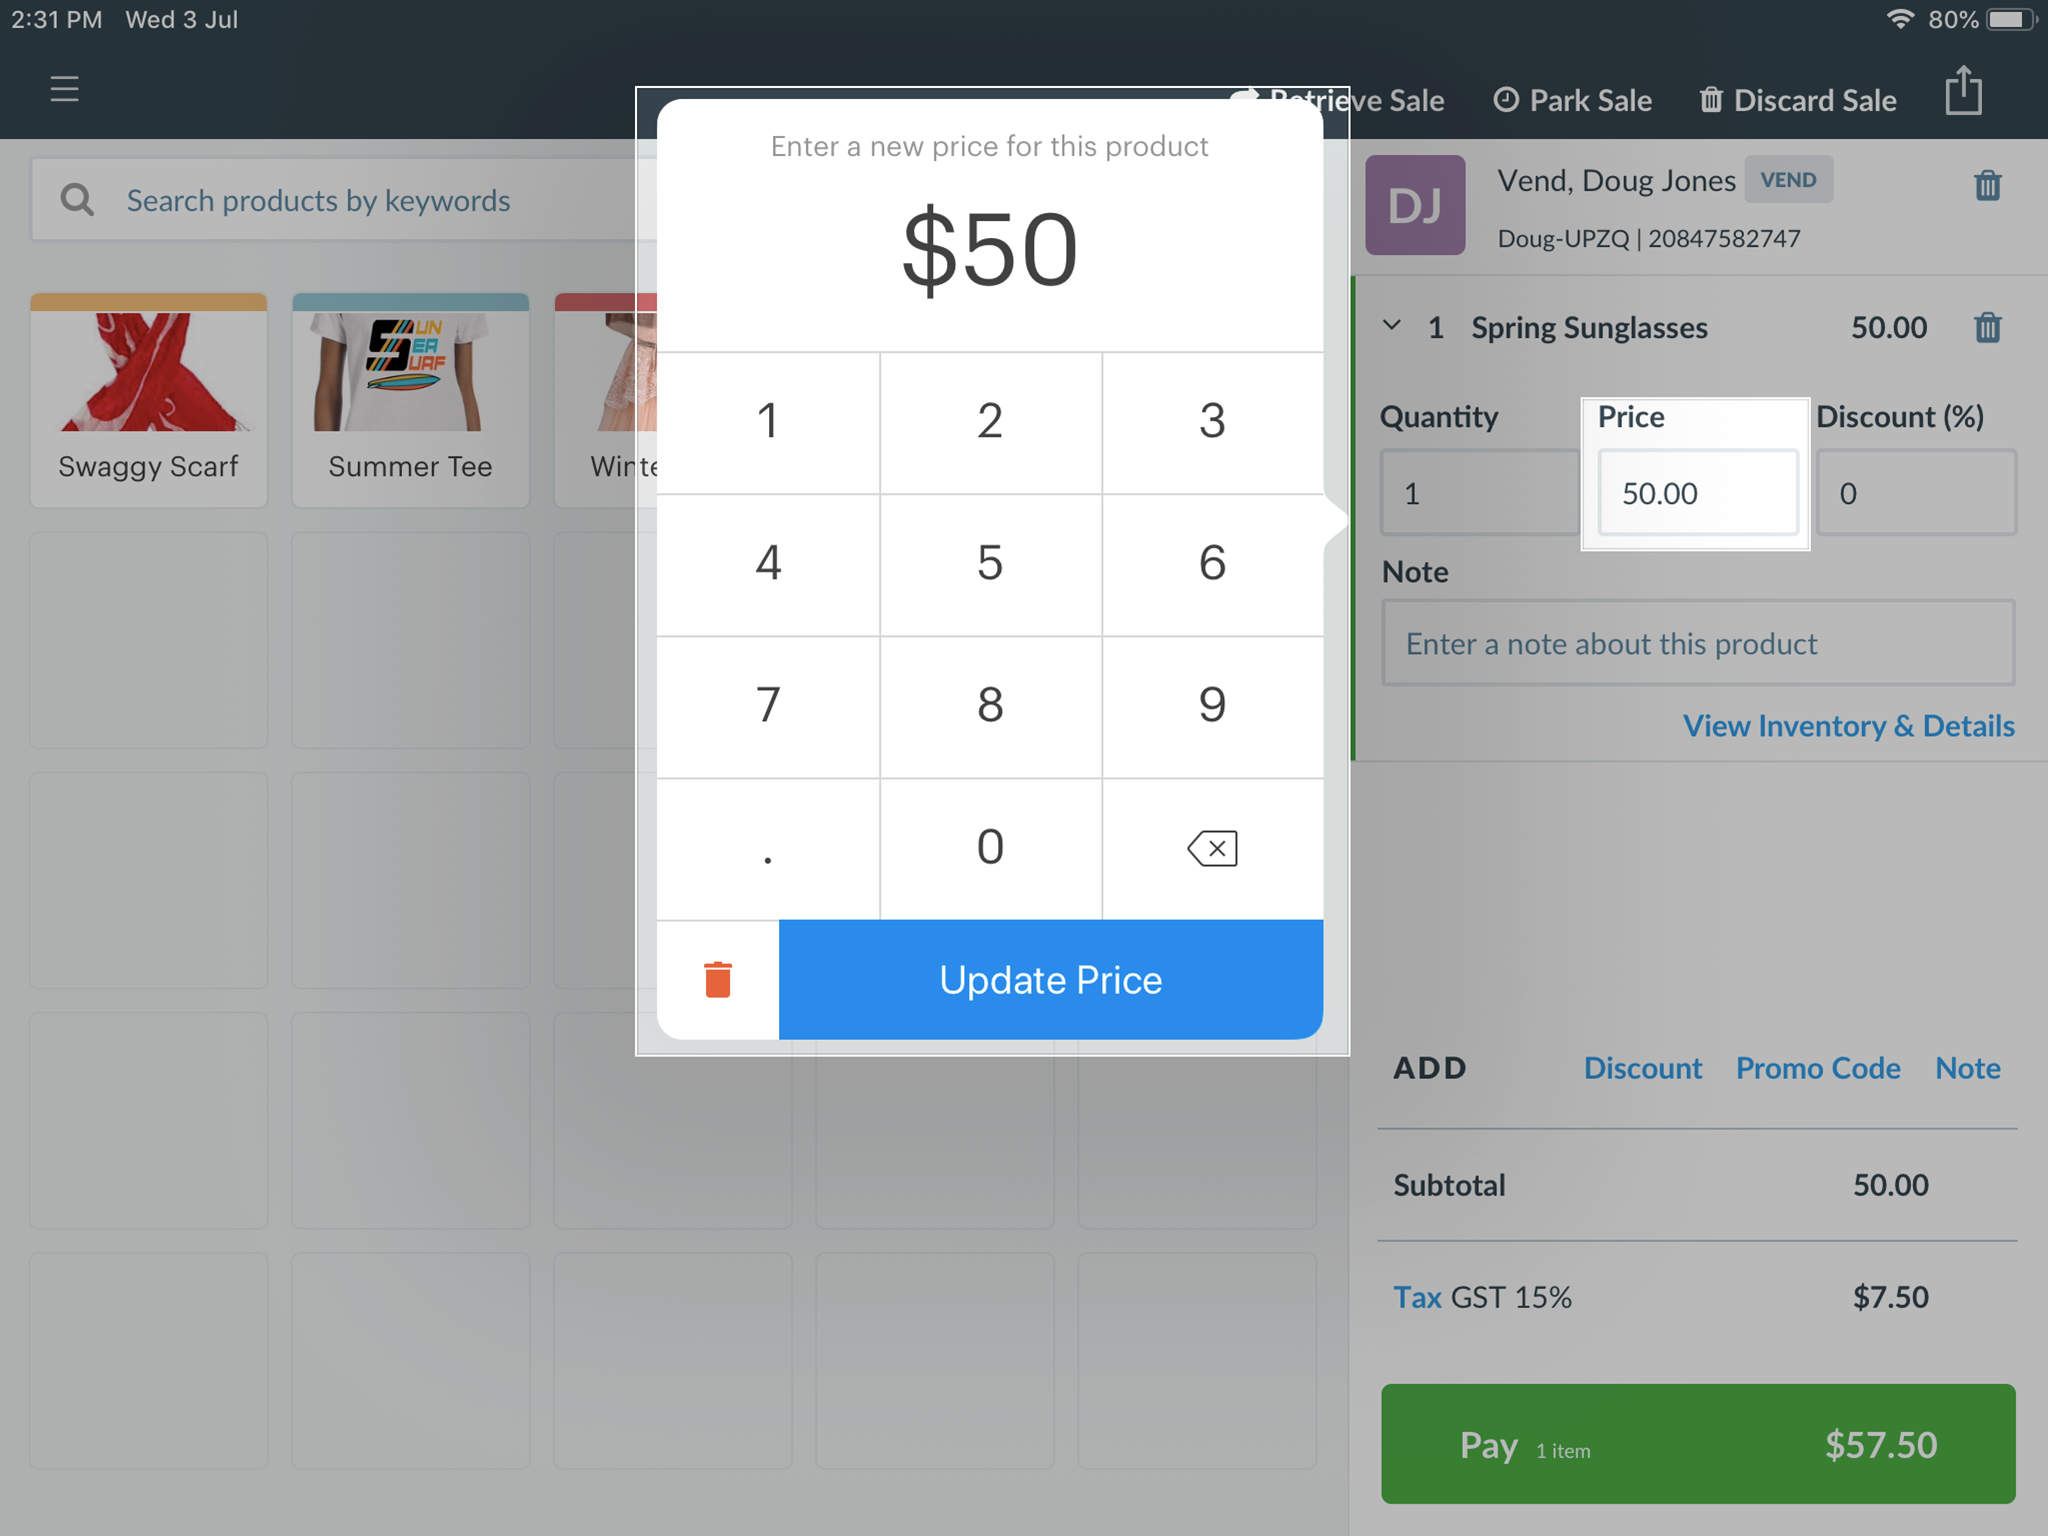 2:31 PM Wed 3 Jul
80%
Retrieve Sale
Park Sale
Discard Sale
Search products by keywords
SUN
SEA
SURF
Swaggy Scarf
Summer Tee
Winte
Enter a new price for this product
$50
1 2 3
4 5 6
7 8 9
. 0
Update Price
DJ
Vend, Doug Jones VEND
Doug-UPZQ | 20847582747
1 Spring Sunglasses 50.00
Quantity Price Discount (%)
1 50.00 0
Note
Enter a note about this product
View Inventory & Details
ADD Discount Promo Code Note
Subtotal 50.00
Tax GST 15% $7.50
Pay 1 item $57.50